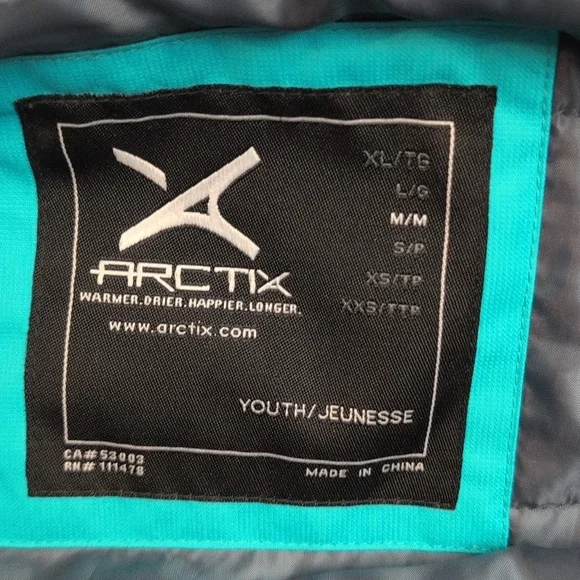 XL/TG
L/G
M/M
S/P
XS/TP
XXS/TTP
ARCTIX
WARMER.DRIER.HAPPIER.LONGER.
www.arctix.com
YOUTH/JEUNESSE
CA# 53003
RN# 111478
MADE IN CHINA